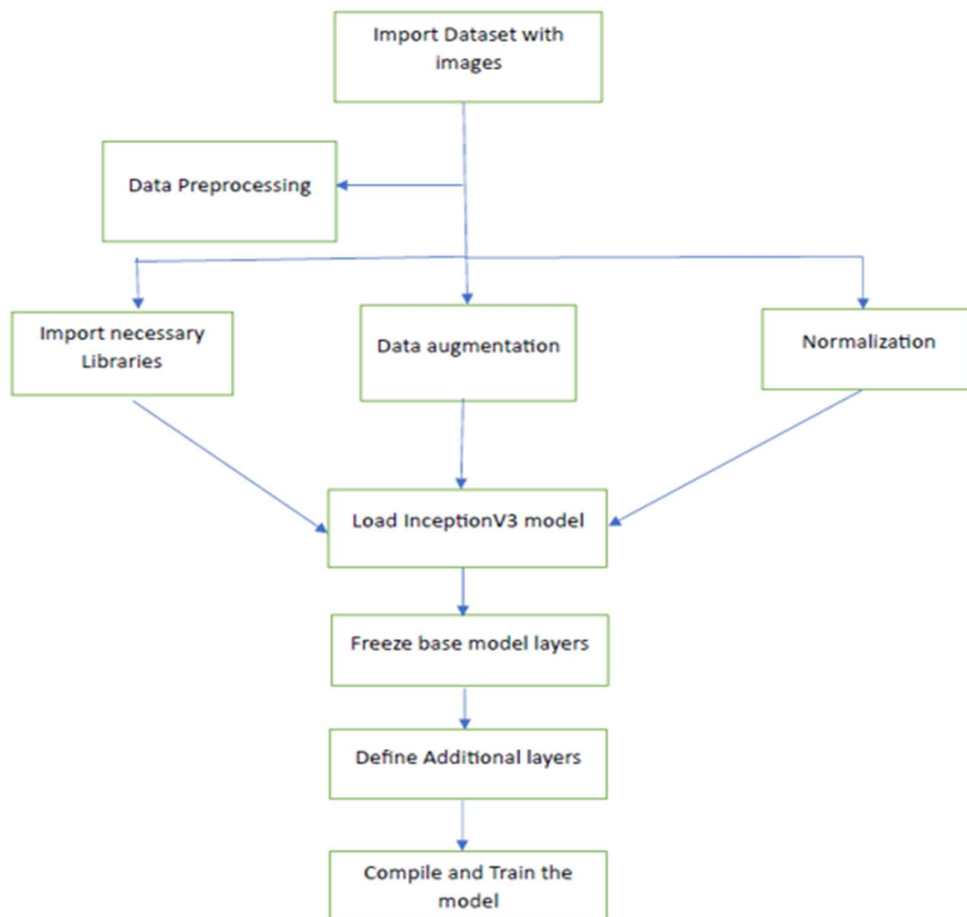 Import Dataset with
images
Data Preprocessing
Import necessary
Libraries
Data augmentation
Normalization
Load InceptionV3 model
Freeze base model layers
Define Additional layers
Compile and Train the
model